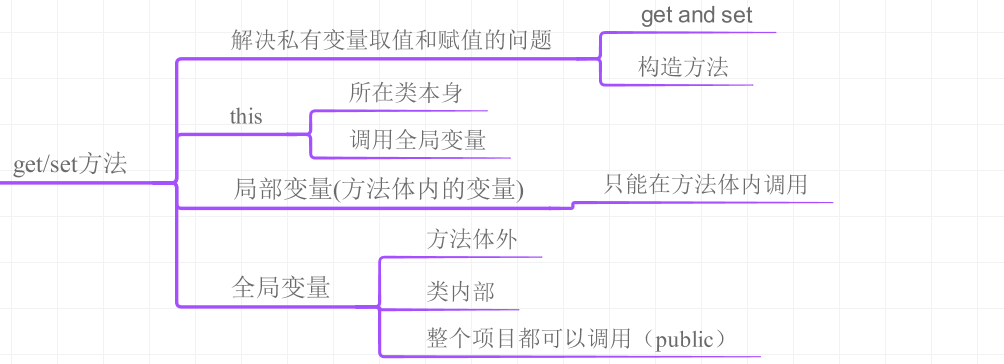 get/set方法
解决私有变量取值和赋值的问题
get and set
构造方法
this
所在类本身
调用全局变量
局部变量(方法体内的变量)
只能在方法体内调用
全局变量
方法体外
类内部
整个项目都可以调用（public）